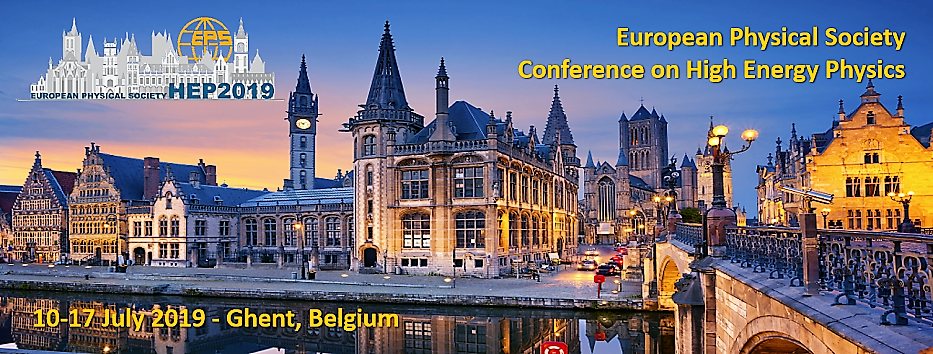 EPS
EUROPEAN PHYSICAL SOCIETY HEP2019
European Physical Society
Conference on High Energy Physics
10-17 July 2019 - Ghent, Belgium